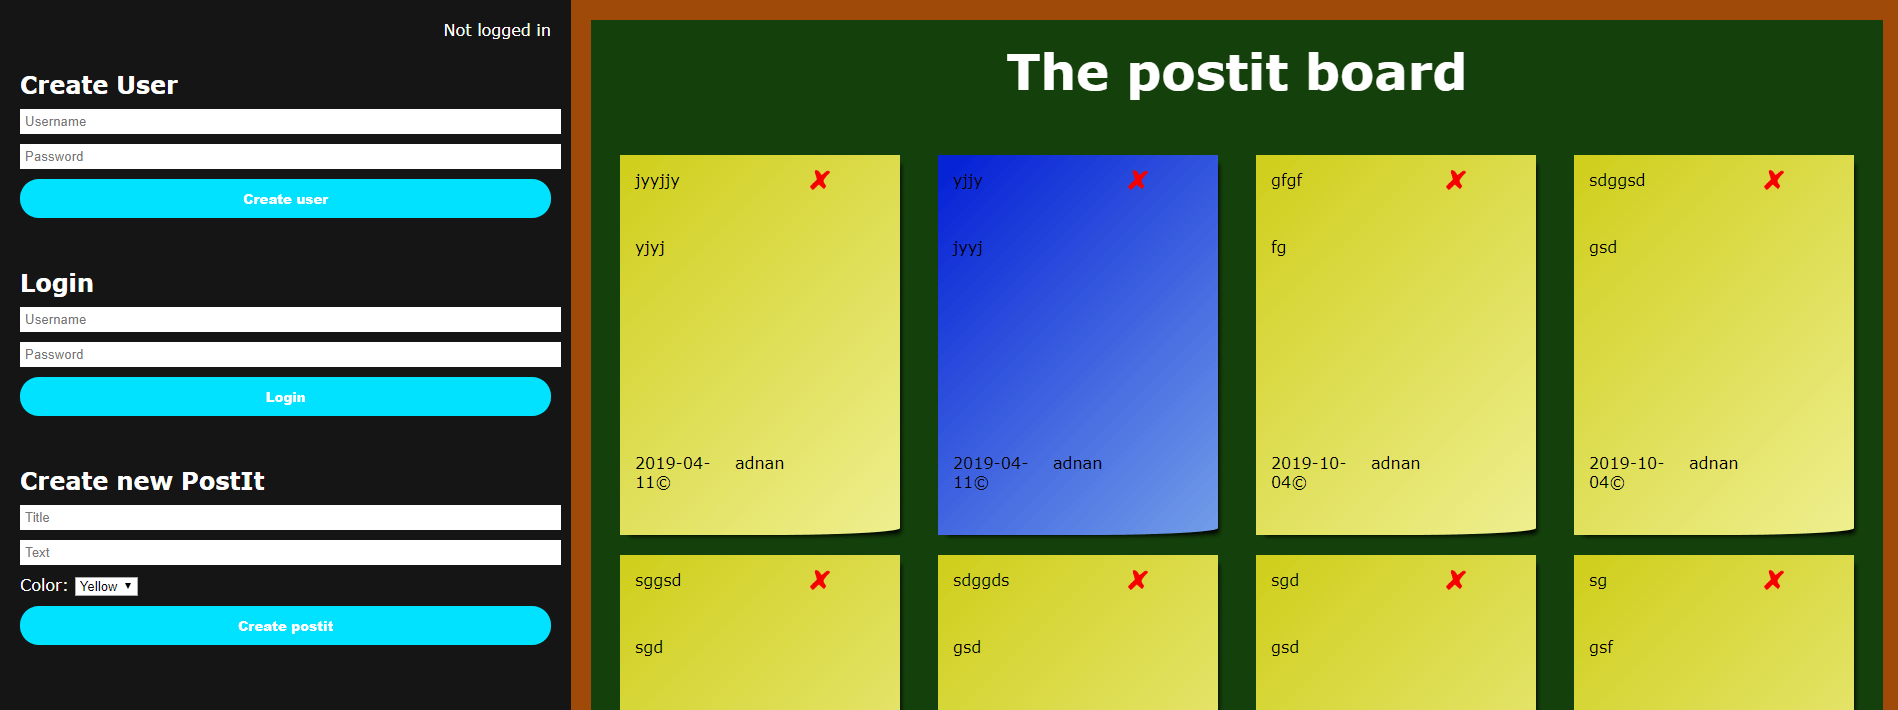 Not logged in
Create User
Username
Password
Create user
Login
Username
Password
Login
Create new PostIt
Title
Text
Color: Yellow
Create postit
The postit board
jyyjjy ✘
yjyj
2019-04-11© adnan
yjjy ✘
jyyj
2019-04-11© adnan
gfgf ✘
fg
2019-10-04© adnan
sdggsd ✘
gsd
2019-10-04© adnan
sggsd ✘
sgd
sdggds ✘
gsd
sgd ✘
gsd
sg ✘
gsf